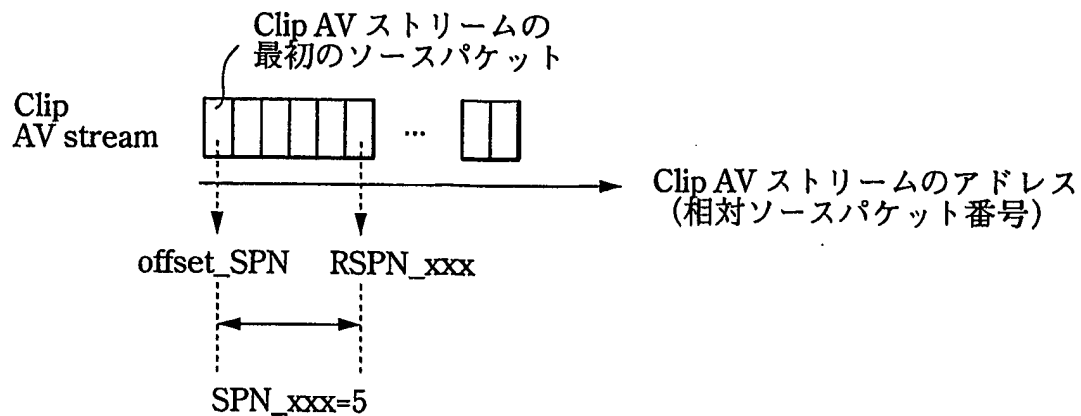 Clip AV ストリームの
最初のソースパケット
Clip
AV stream
...
Clip AV ストリームのアドレス
(相対ソースパケット番号)
offset_SPN
RSPN_xxx
SPN_xxx=5